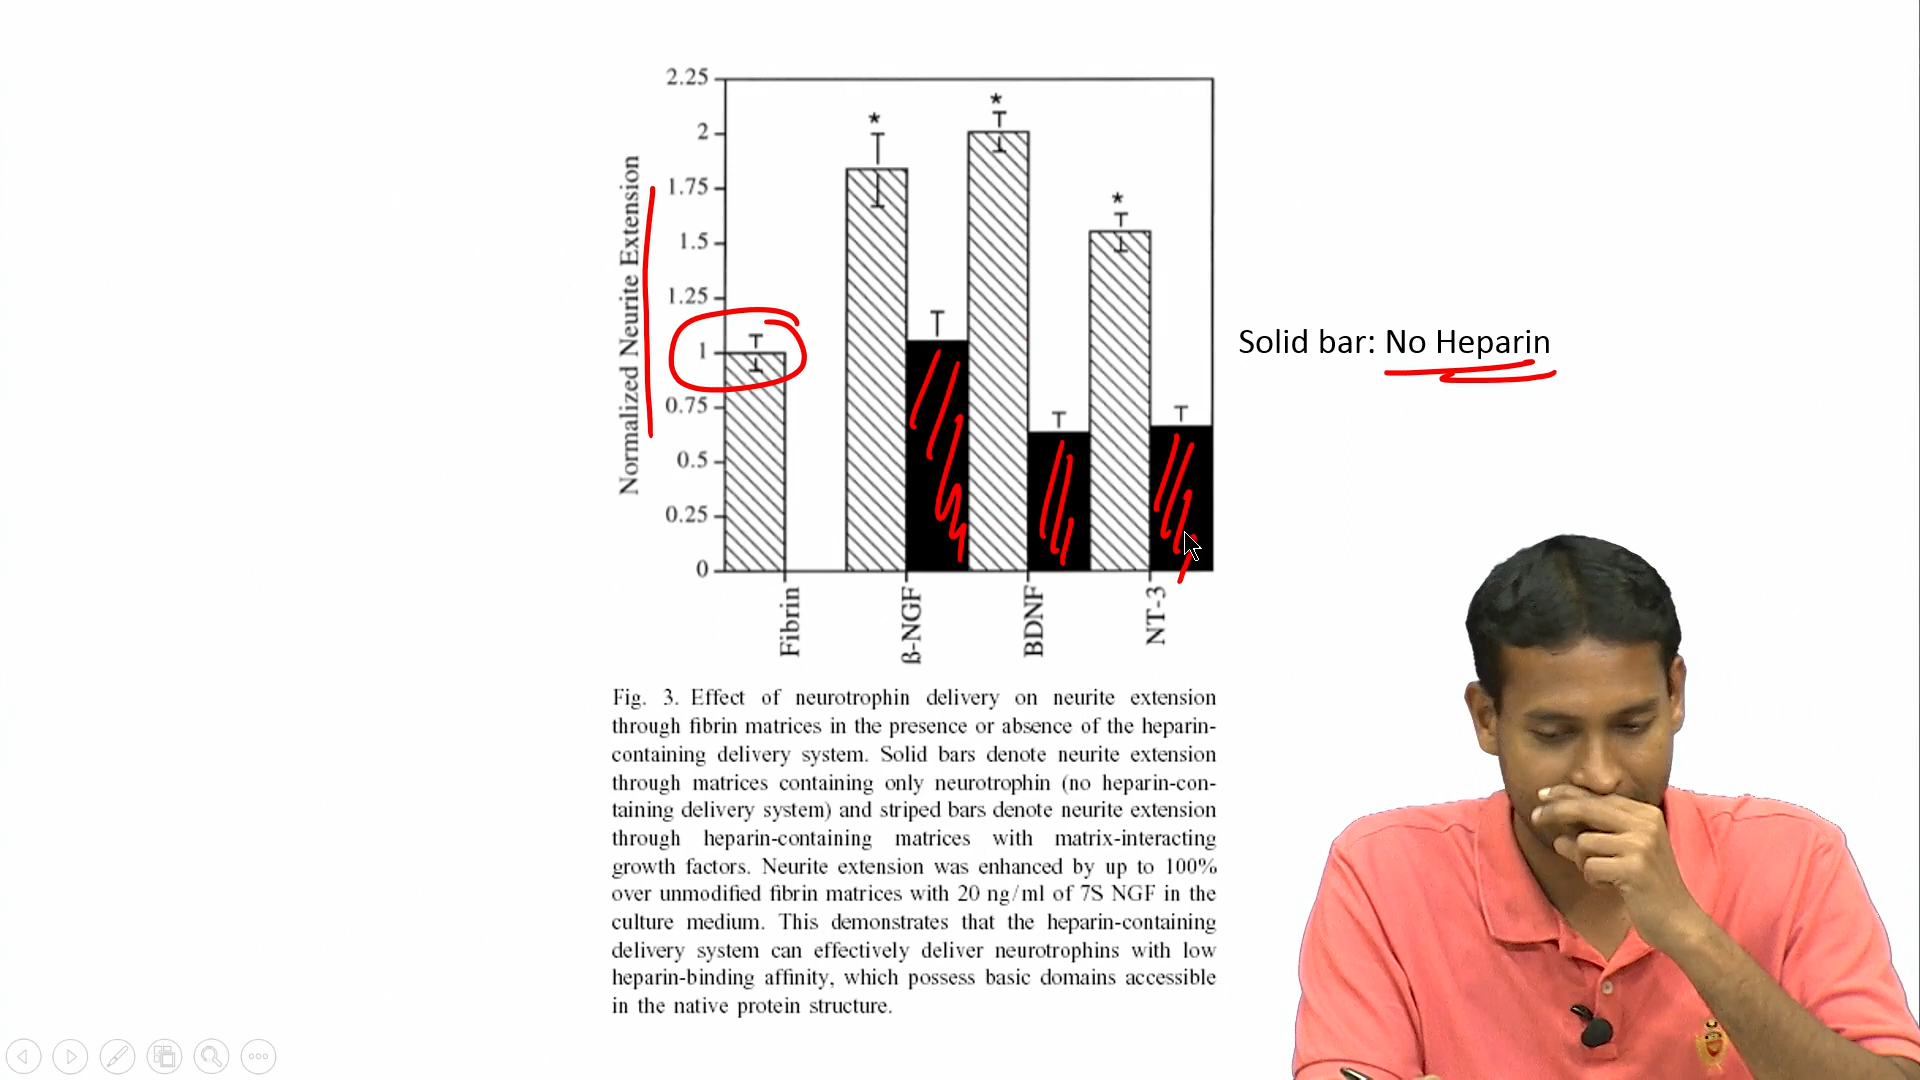 2.25
*
*
2
1.75
*
1.5
1.25
1
0.75
0.5
0.25
0
Normalized Neurite Extension
Fibrin
ß-NGF
BDNF
NT-3
Solid bar: No Heparin
Fig. 3. Effect of neurotrophin delivery on neurite extension
through fibrin matrices in the presence or absence of the heparin-
containing delivery system. Solid bars denote neurite extension
through matrices containing only neurotrophin (no heparin-con-
taining delivery system) and striped bars denote neurite extension
through heparin-containing matrices with matrix-interacting
growth factors. Neurite extension was enhanced by up to 100%
over unmodified fibrin matrices with 20 ng/ml of 7S NGF in the
culture medium. This demonstrates that the heparin-containing
delivery system can effectively deliver neurotrophins with low
heparin-binding affinity, which possess basic domains accessible
in the native protein structure.